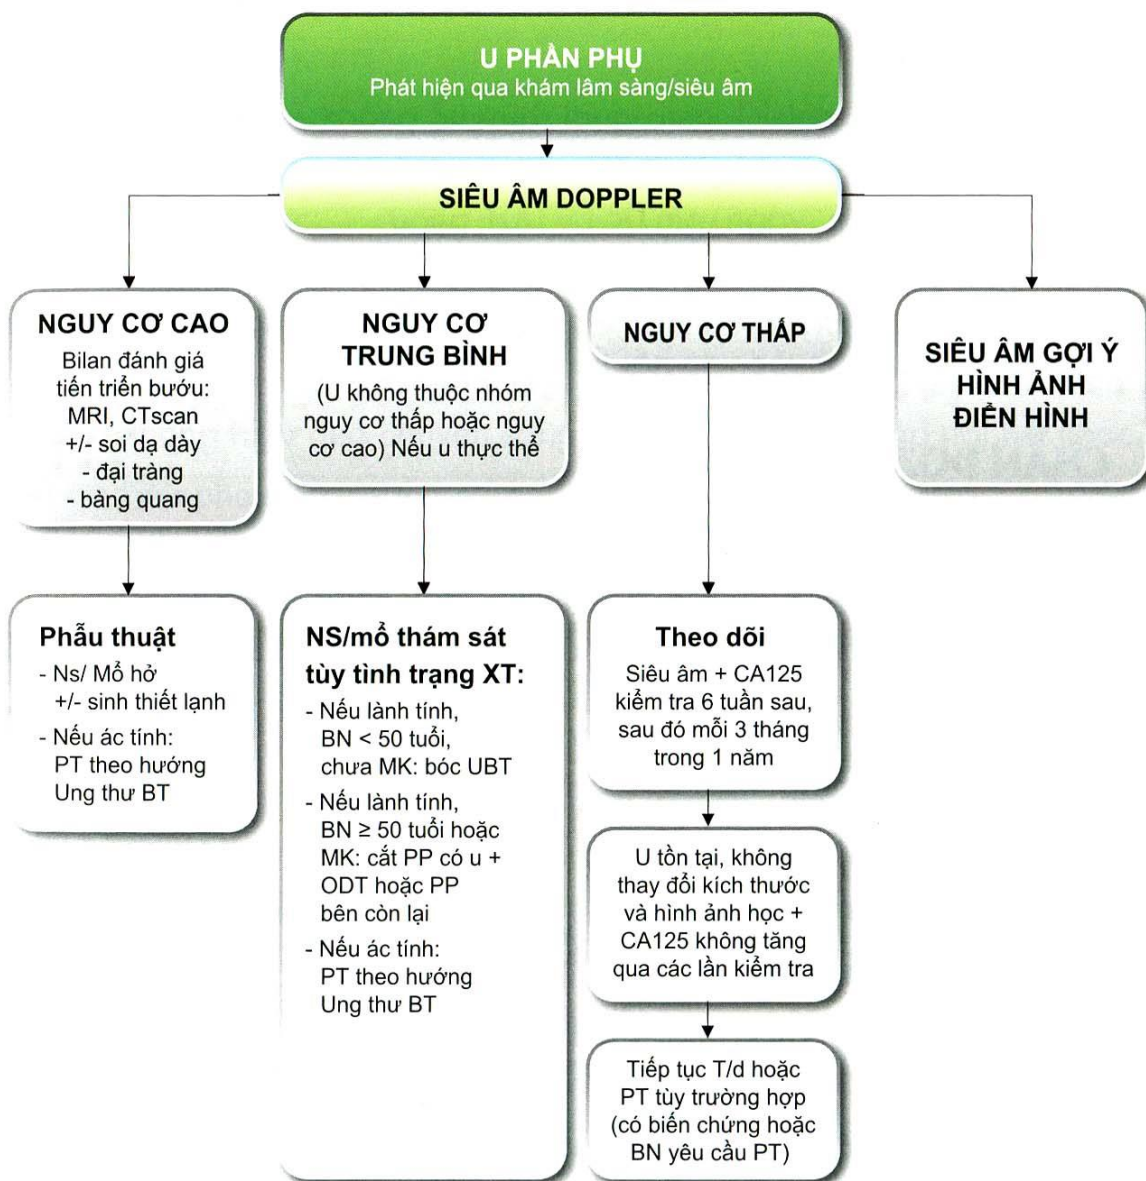 U PHẦN PHỤ
Phát hiện qua khám lâm sàng/siêu âm
SIÊU ÂM DOPPLER
NGUY CƠ CAO
Bilan đánh giá
tiến triển bướu:
MRI, CTscan
+/- soi dạ dày
- đại tràng
- bàng quang
NGUY CƠ
TRUNG BÌNH
(U không thuộc nhóm
nguy cơ thấp hoặc nguy
cơ cao) Nếu u thực thể
NGUY CƠ THẤP
SIÊU ÂM GỢI Ý
HÌNH ẢNH
ĐIỂN HÌNH
Phẫu thuật
- Ns/ Mổ hở
+/- sinh thiết lạnh
- Nếu ác tính:
PT theo hướng
Ung thư BT
NS/mổ thám sát
tùy tình trạng XT:
- Nếu lành tính,
BN < 50 tuổi,
chưa MK: bóc UBT
- Nếu lành tính,
BN ≥ 50 tuổi hoặc
MK: cắt PP có u +
ODT hoặc PP
bên còn lại
- Nếu ác tính:
PT theo hướng
Ung thư BT
Theo dõi
Siêu âm + CA125
kiểm tra 6 tuần sau,
sau đó mỗi 3 tháng
trong 1 năm
U tồn tại, không
thay đổi kích thước
và hình ảnh học +
CA125 không tăng
qua các lần kiểm tra
Tiếp tục T/d hoặc
PT tùy trường hợp
(có biến chứng hoặc
BN yêu cầu PT)